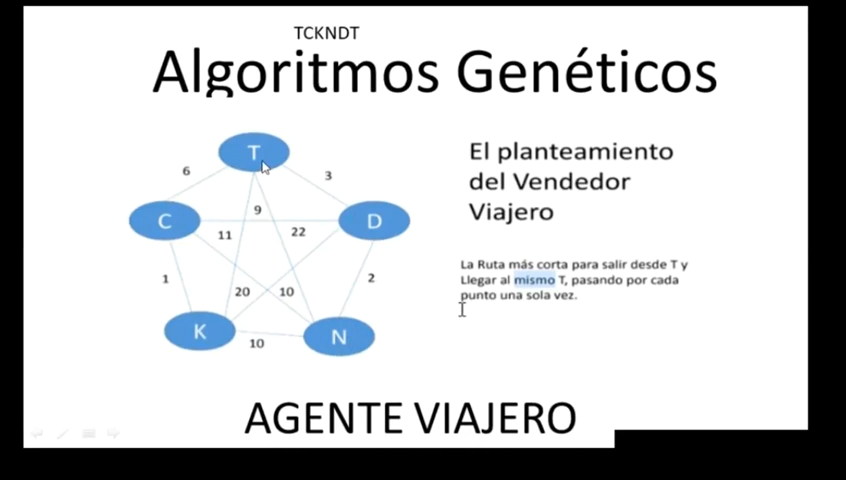 TCKNDT
Algoritmos Genéticos
T
6
3
El planteamiento
del Vendedor
Viajero
9
C
D
11
22
La Ruta más corta para salir desde T y
Llegar al mismo T, pasando por cada
punto una sola vez.
1
2
20
10
K
N
10
AGENTE VIAJERO